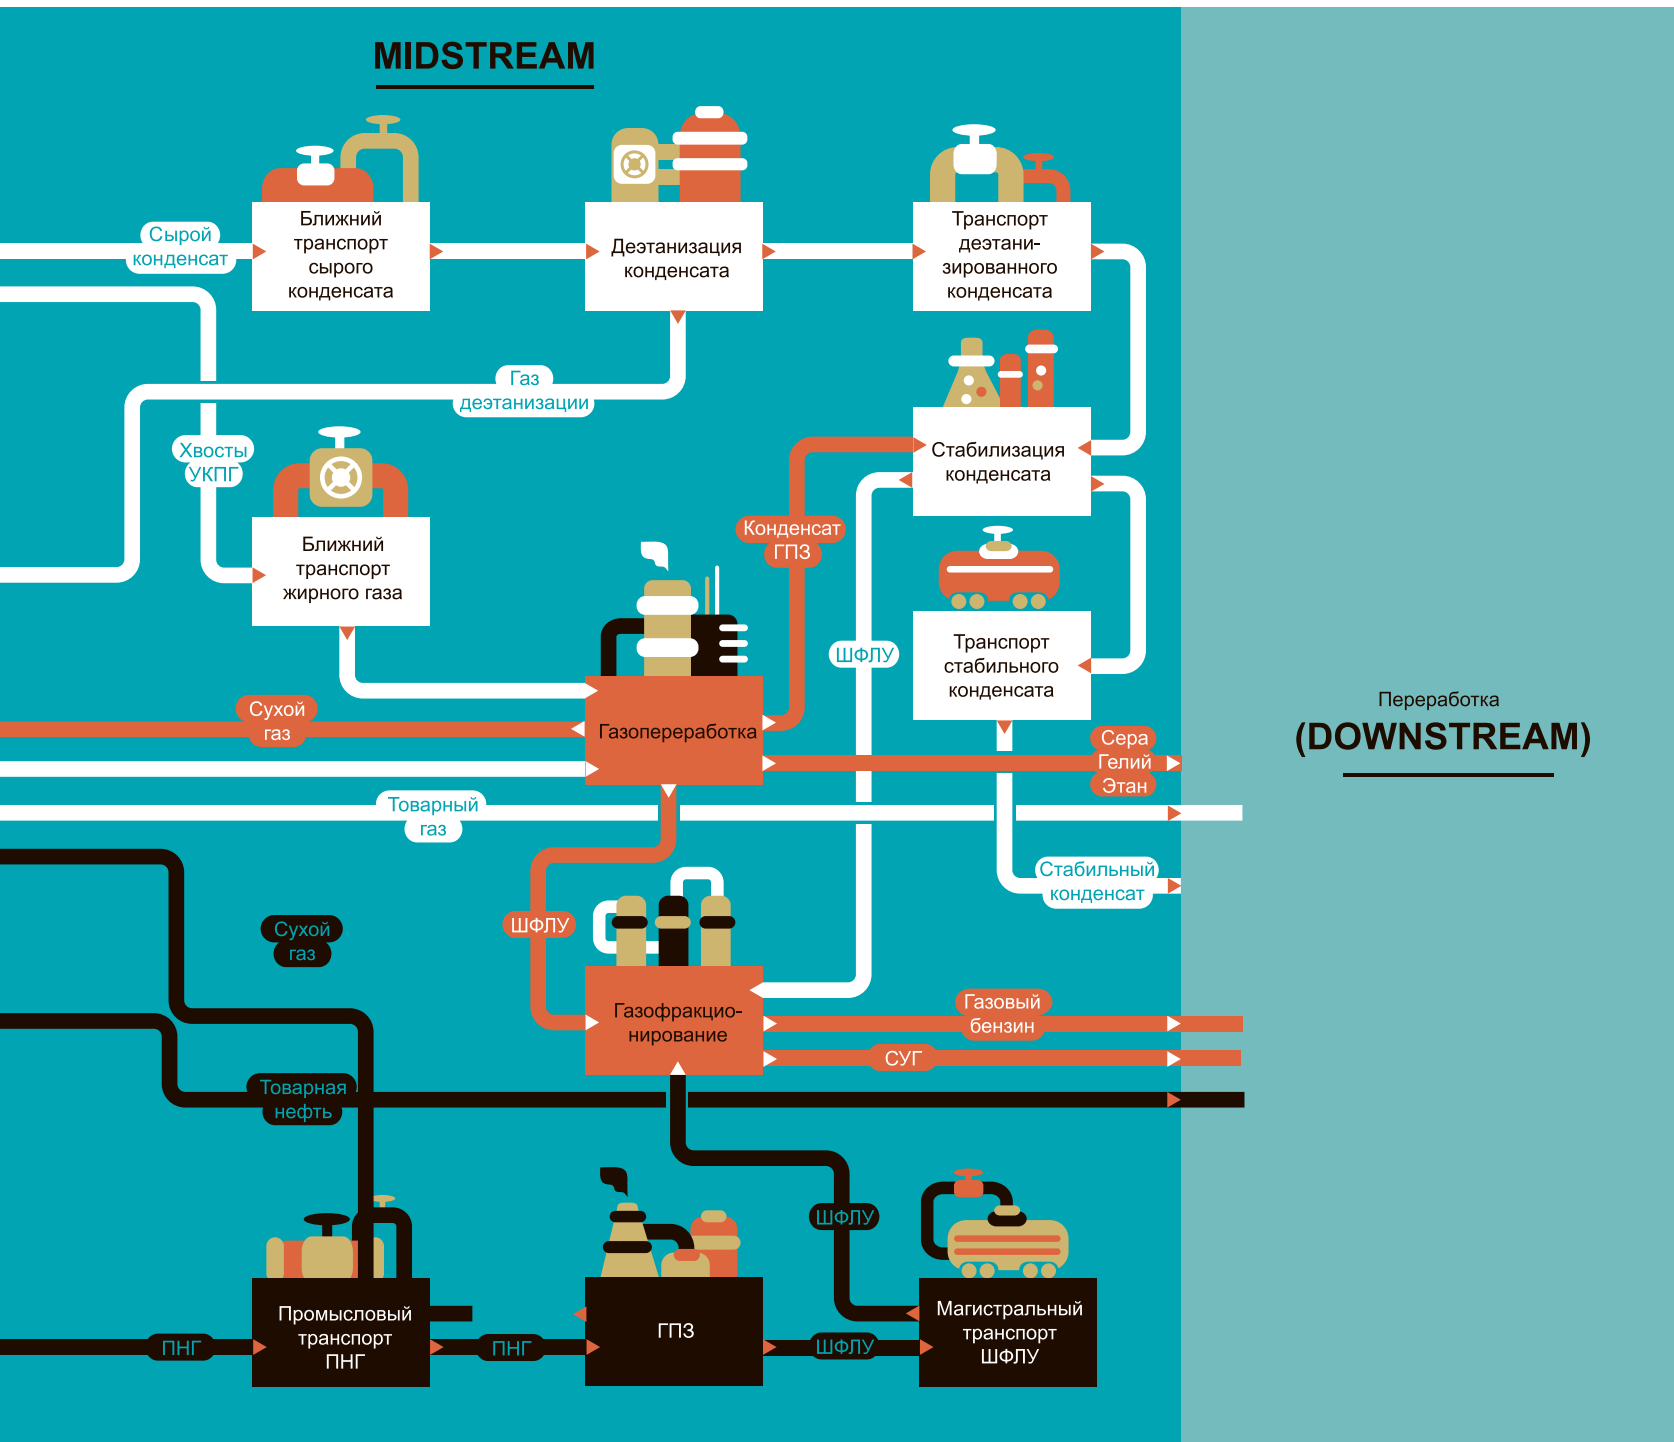 MIDSTREAM
Сырой
конденсат
Ближний
транспорт
сырого
конденсата
Деэтанизация
конденсата
Транспорт
деэтани-
зированного
конденсата
Газ
деэтанизации
Хвосты
УКПГ
Стабилизация
конденсата
Конденсат
ГПЗ
Ближний
транспорт
жирного газа
ШФЛУ
Транспорт
стабильного
конденсата
Сухой
газ
Газопереработка
Сера
Гелий
Этан
Переработка
(DOWNSTREAM)
Товарный
газ
Стабильный
конденсат
Сухой
газ
ШФЛУ
Газофракцио-
нирование
Газовый
бензин
СУГ
Товарная
нефть
ШФЛУ
ПНГ
Промысловый
транспорт
ПНГ
ПНГ
ГПЗ
ШФЛУ
Магистральный
транспорт
ШФЛУ